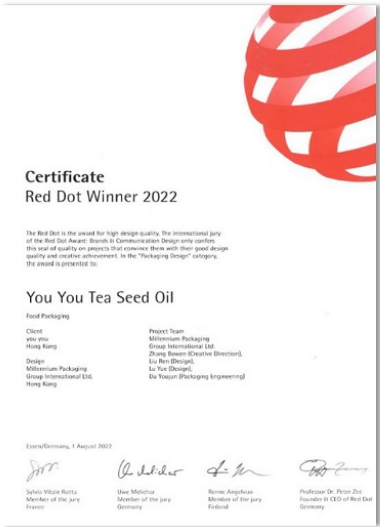 Certificate
Red Dot Winner 2022
The Red Dot is the award for high design quality. The international jury
of the Red Dot Award: Brands & Communication Design only confers
this seal of quality on projects that convince them with their good design
quality and creative achievement. In the "Packaging Design" category,
the award is presented to:
You You Tea Seed Oil
Food Packaging
Client
you you
Hong Kong
Design
Millennium Packaging
Group International Ltd.
Hong Kong
Project Team
Millennium Packaging
Group International Ltd.
Zhang Bowen (Creative Direction),
Liu Ren (Design),
Lu Yue (Design),
Da Youjun (Packaging Engineering)
Essen/Germany, 1 August 2022
Sylvia Vitale Rotta
Member of the jury
France
Uwe Melichar
Member of the jury
Germany
Member of the jury
Finland
Professor Dr. Peter Zec
Founder & CEO of Red Dot
Germany